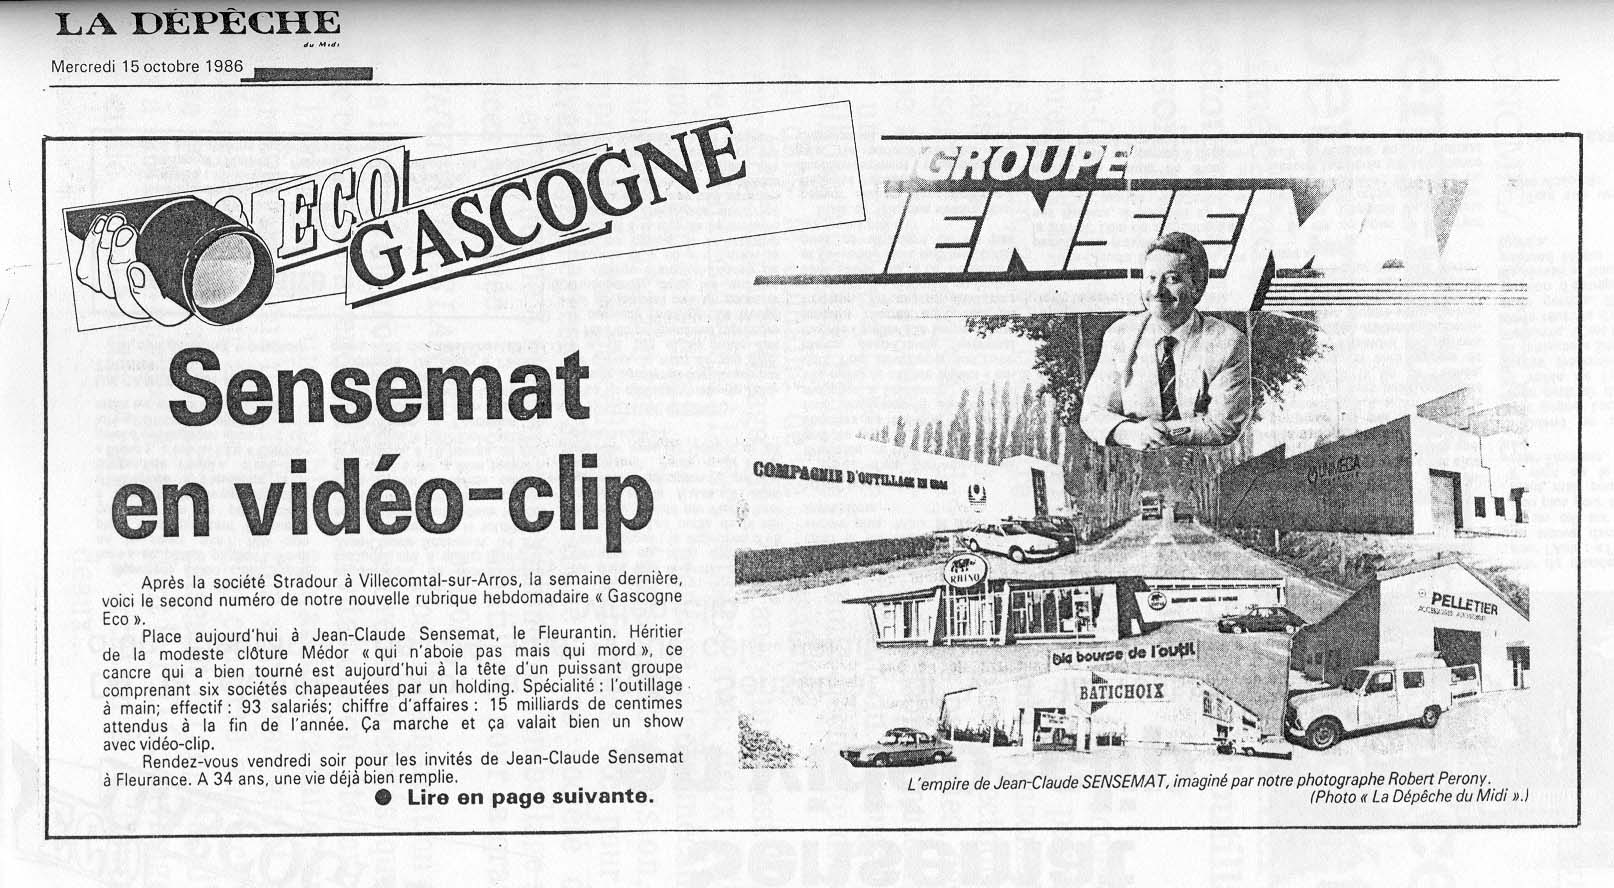 LA DÉPÊCHE
du Midi
Mercredi 15 octobre 1986
ECO
GASCOGNE
GROUPE
ENSEM
Sensemat
en vidéo-clip
Après la société Stradour à Villecomtal-sur-Arros, la semaine dernière,
voici le second numéro de notre nouvelle rubrique hebdomadaire « Gascogne
Eco ».
Place aujourd'hui à Jean-Claude Sensemat, le Fleurantin. Héritier
de la modeste clôture Médor « qui n'aboie pas mais qui mord », ce
cancre qui a bien tourné est aujourd'hui à la tête d'un puissant groupe
comprenant six sociétés chapeautées par un holding. Spécialité : l'outillage
à main; effectif : 93 salariés; chiffre d'affaires : 15 milliards de centimes
attendus à la fin de l'année. Ça marche et ça valait bien un show
avec vidéo-clip.
Rendez-vous vendredi soir pour les invités de Jean-Claude Sensemat
à Fleurance. A 34 ans, une vie déjà bien remplie.
● Lire en page suivante.
COMPAGNIE D'OUTILLAGE EN GROS
UNIMECA
RHINO
PELLETIER
la bourse de l'outil
BATICHOIX
L'empire de Jean-Claude SENSEMAT, imaginé par notre photographe Robert Perony.
(Photo « La Dépêche du Midi ».)